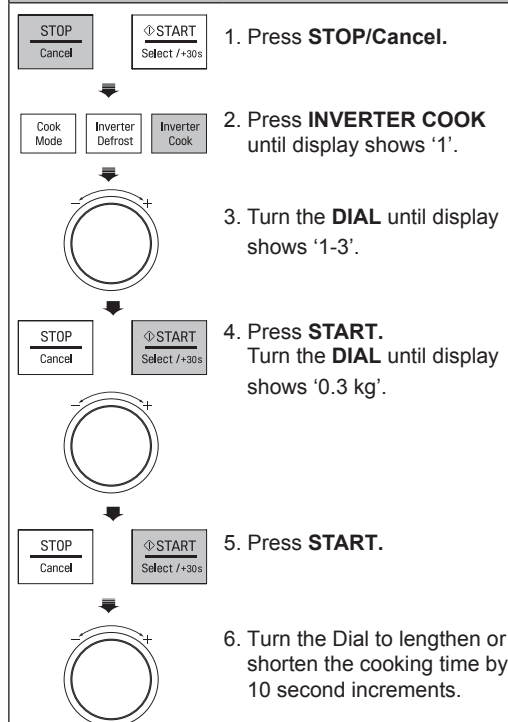 STOP
Cancel
START
Select /+30s
1. Press STOP/Cancel.
Cook
Mode
Inverter
Defrost
Inverter
Cook
2. Press INVERTER COOK
until display shows ‘1’.
- +
3. Turn the DIAL until display
shows ‘1-3’.
STOP
Cancel
START
Select /+30s
4. Press START.
Turn the DIAL until display
shows ‘0.3 kg’.
- +
STOP
Cancel
START
Select /+30s
5. Press START.
- +
6. Turn the Dial to lengthen or
shorten the cooking time by
10 second increments.